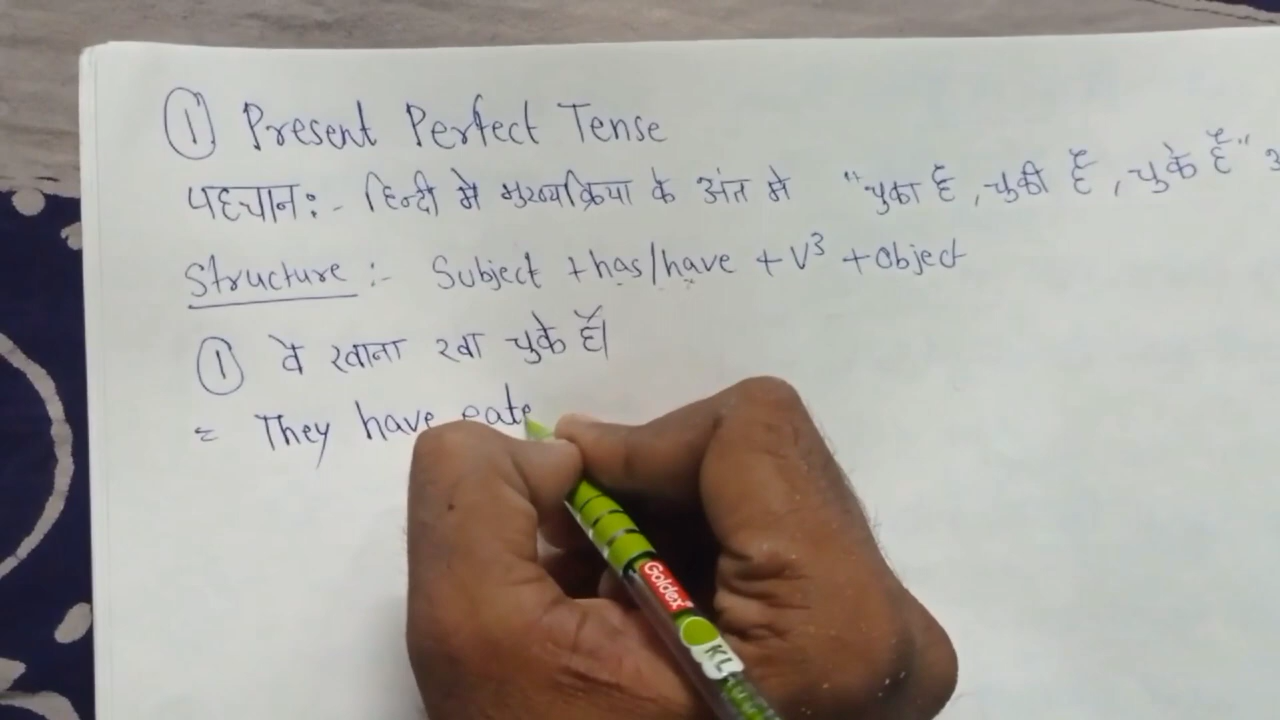 ① Present Perfect Tense
पहचान:- हिन्दी में मुख्यक्रिया के अंत में "चुका है, चुकी है, चुके हैं"
Structure:- Subject + has/have + V³ + Object
① वे खाना खा चुके हैं।
= They have eate
Goldex
KL